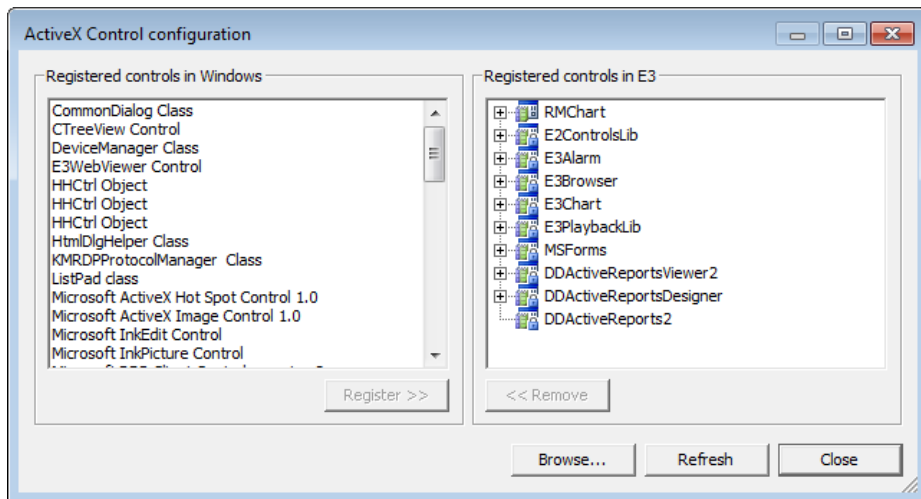 ActiveX Control configuration
Registered controls in Windows
CommonDialog Class
CTreeView Control
DeviceManager Class
E3WebViewer Control
HHCtrl Object
HHCtrl Object
HHCtrl Object
HtmlDlgHelper Class
KMRDPProtocolManager  Class
ListPad class
Microsoft ActiveX Hot Spot Control 1.0
Microsoft ActiveX Image Control 1.0
Microsoft InkEdit Control
Microsoft InkPicture Control
Register >>
Registered controls in E3
RMChart
E2ControlsLib
E3Alarm
E3Browser
E3Chart
E3PlaybackLib
MSForms
DDActiveReportsViewer2
DDActiveReportsDesigner
DDActiveReports2
<< Remove
Browse...
Refresh
Close